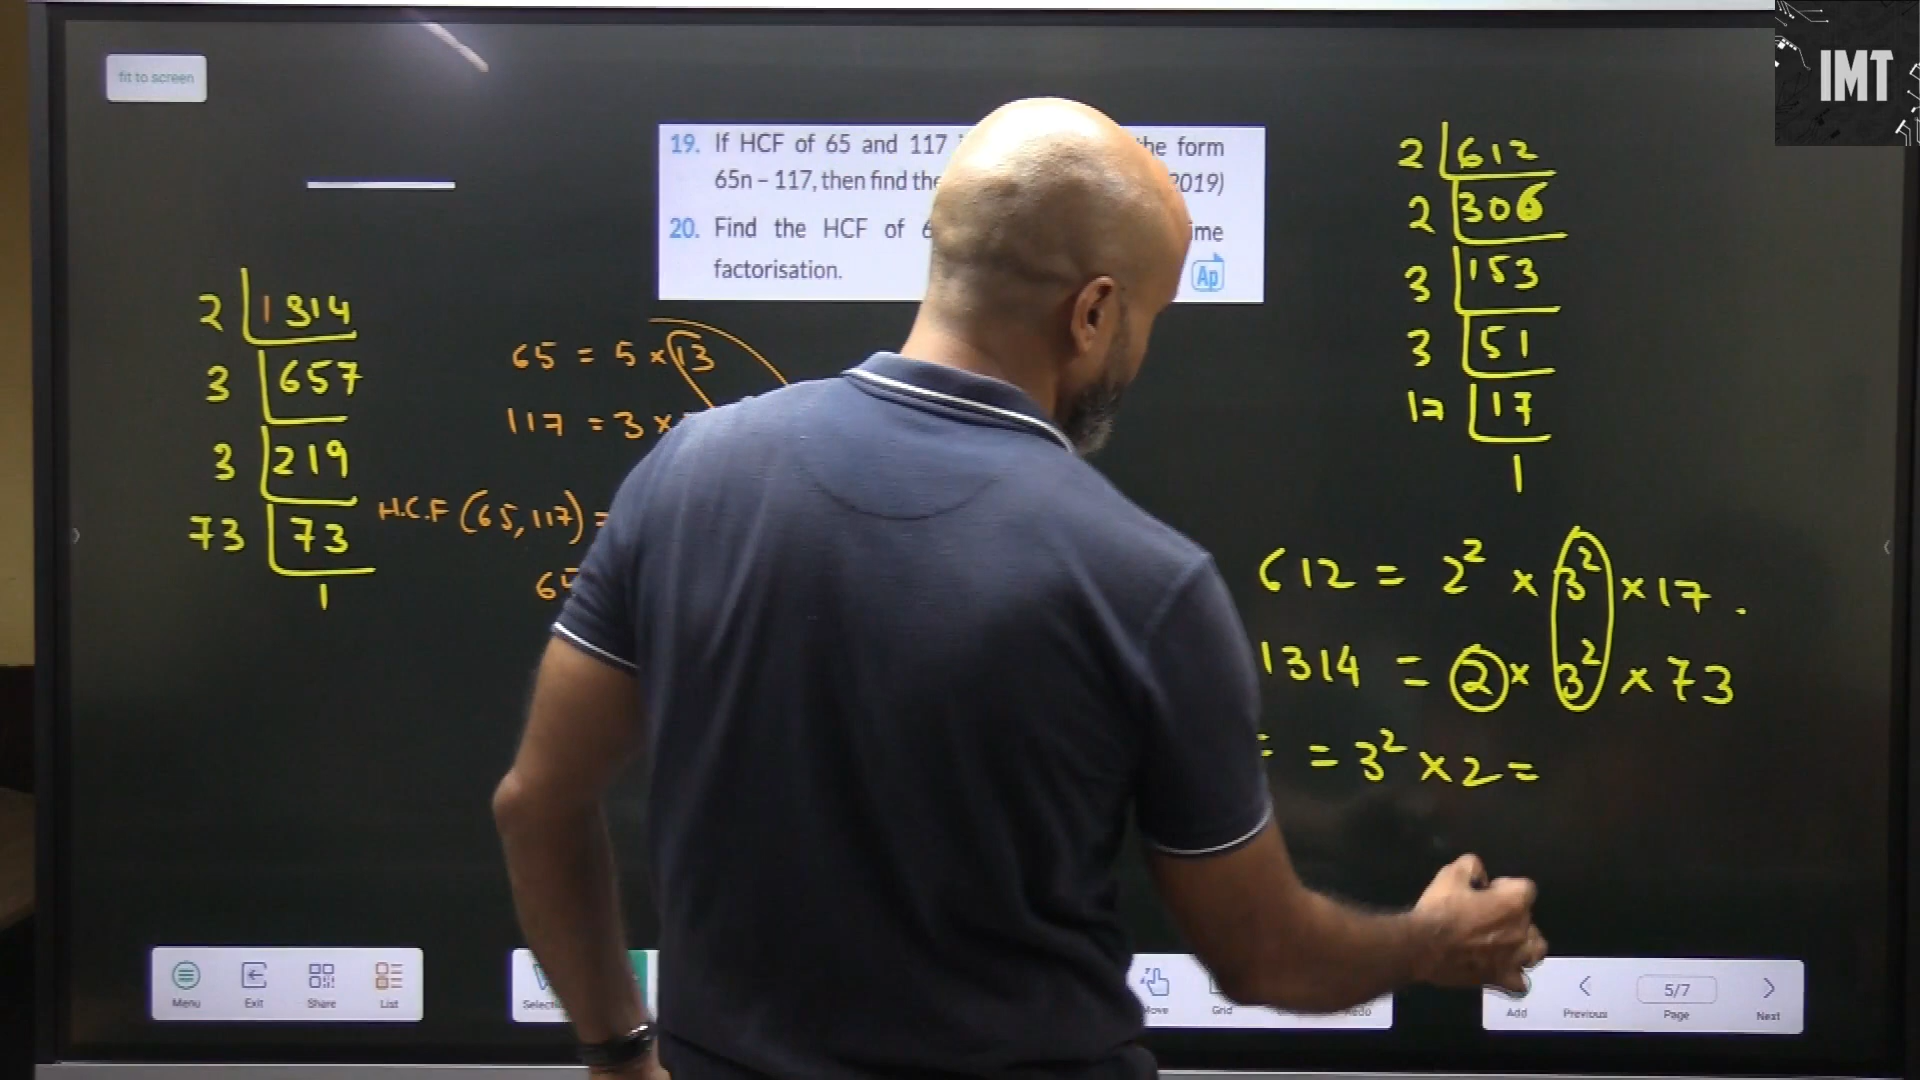 fit to screen
IMT
19. If HCF of 65 and 117 the form
65n – 117, then find the 2019)
20. Find the HCF of
factorisation.
Ap
2 1314
3 657
3 219
73 73
1
65 = 5 × 13
117 = 3 ×
H.C.F (65, 117) =
2 612
2 306
3 153
3 51
17 17
1
612 = 2² × 3² × 17 .
1314 = 2 × 3² × 73
= 3² × 2 =
Menu Exit Share List
Move Grid
Add Previous 5/7 Page Next